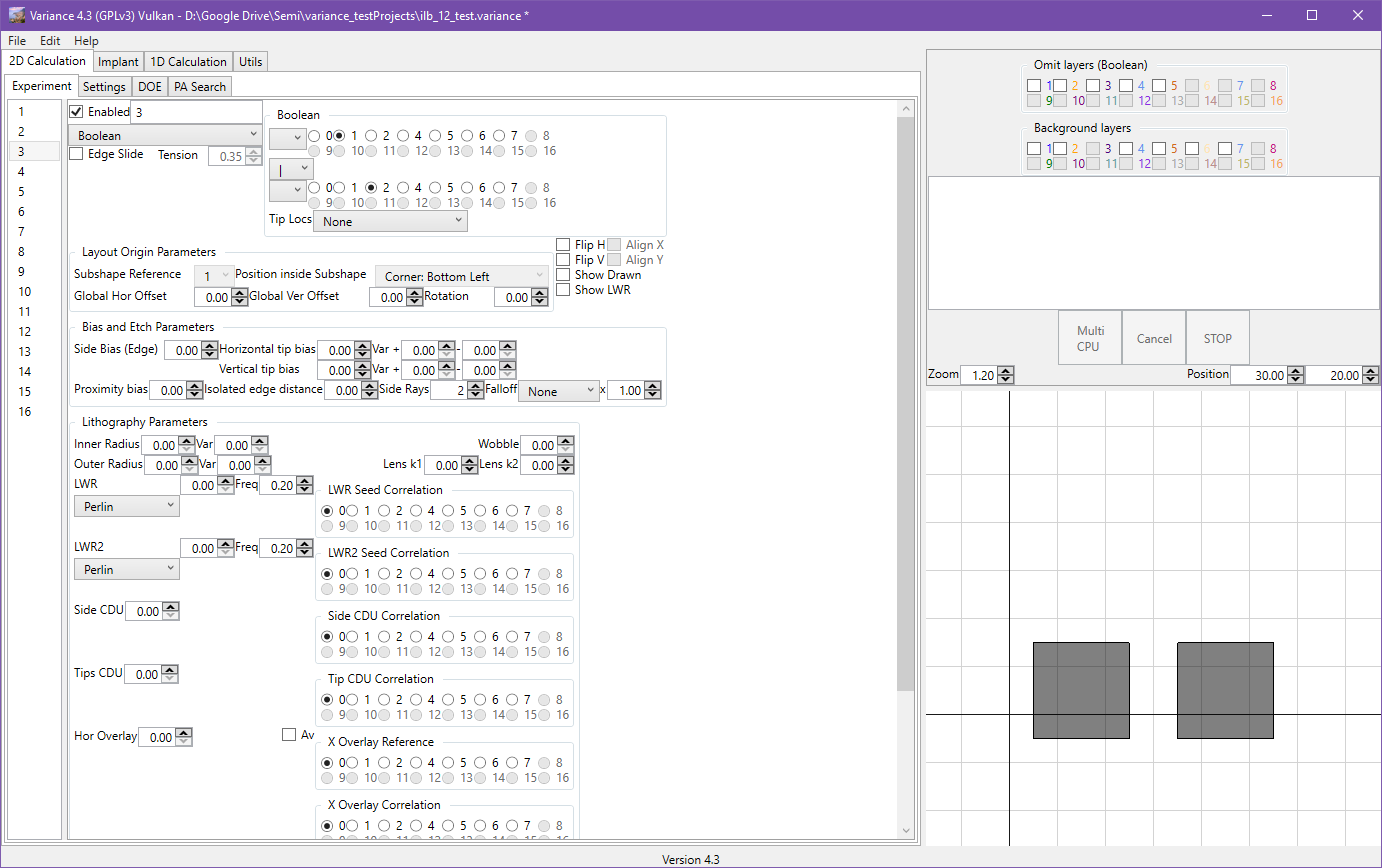 Variance 4.3 (GPLv3) Vulkan - D:\Google Drive\Semi\variance_testProjects\ilb_12_test.variance *
File Edit Help
2D Calculation Implant 1D Calculation Utils
Experiment Settings DOE PA Search
1
2
3
4
5
6
7
8
9
10
11
12
13
14
15
16
Enabled 3
Boolean
Edge Slide Tension 0.35
Boolean
0 1 2 4 5 6 7 8
9 10 11 12 13 14 15 16
|
0 1 2 4 5 6 7 8
9 10 11 12 13 14 15 16
Tip Locs None
Layout Origin Parameters
Subshape Reference 1 Position inside Subshape Corner: Bottom Left
Global Hor Offset 0.00 Global Ver Offset 0.00 Rotation 0.00
Flip H Align X
Flip V Align Y
Show Drawn
Show LWR
Bias and Etch Parameters
Side Bias (Edge) 0.00 Horizontal tip bias 0.00 Var + 0.00 - 0.00
Vertical tip bias 0.00 Var + 0.00 - 0.00
Proximity bias 0.00 Isolated edge distance 0.00 Side Rays 2 Falloff None x 1.00
Lithography Parameters
Inner Radius 0.00 Var 0.00 Wobble 0.00
Outer Radius 0.00 Var 0.00 Lens k1 0.00 Lens k2 0.00
LWR 0.00 Freq 0.20
Perlin
LWR Seed Correlation
0 1 2 4 5 6 7 8
9 10 11 12 13 14 15 16
LWR2 0.00 Freq 0.20
Perlin
LWR2 Seed Correlation
0 1 2 4 5 6 7 8
9 10 11 12 13 14 15 16
Side CDU 0.00
Side CDU Correlation
0 1 2 4 5 6 7 8
9 10 11 12 13 14 15 16
Tips CDU 0.00
Tip CDU Correlation
0 1 2 4 5 6 7 8
9 10 11 12 13 14 15 16
Hor Overlay 0.00 Av
X Overlay Reference
0 1 2 4 5 6 7 8
9 10 11 12 13 14 15 16
X Overlay Correlation
0 1 2 4 5 6 7 8
9 10 11 12 13 14 15 16
Omit layers (Boolean)
1 2 3 4 5 6 7 8
9 10 11 12 13 14 15 16
Background layers
1 2 3 4 5 6 7 8
9 10 11 12 13 14 15 16
Multi CPU
Cancel
STOP
Zoom 1.20 Position 30.00 20.00
Version 4.3